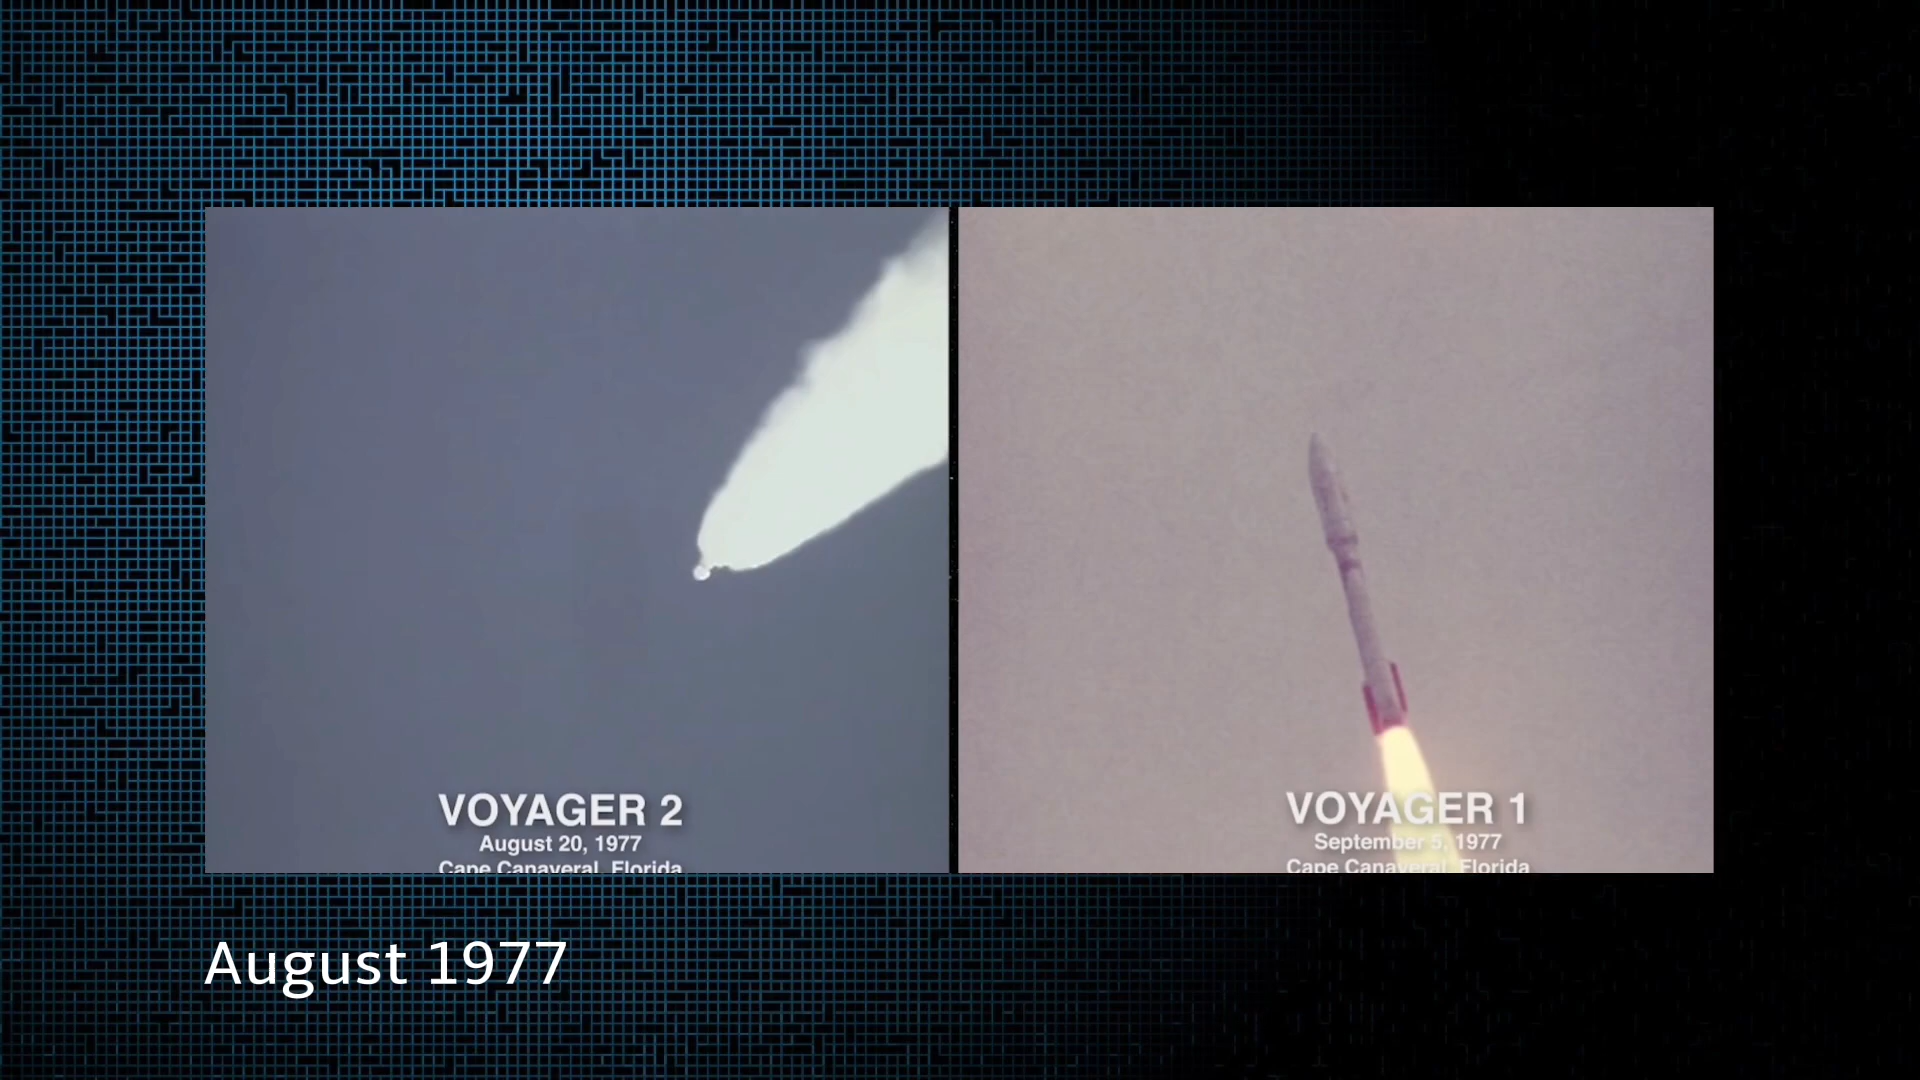 VOYAGER 2
August 20, 1977
Cape Canaveral, Florida
VOYAGER 1
September 5, 1977
Cape Canaveral, Florida
August 1977